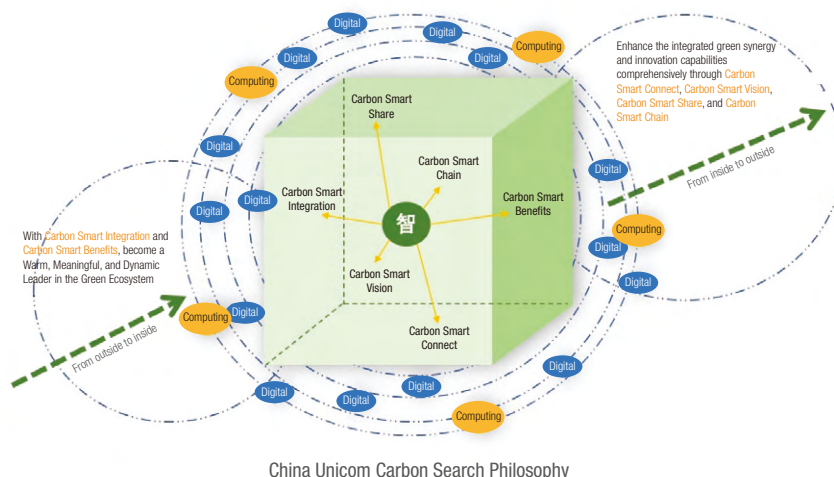 Digital
Digital
Digital
Computing
Digital
Digital
Computing
Enhance the integrated green synergy
and innovation capabilities
comprehensively through Carbon
Smart Connect, Carbon Smart Vision,
Carbon Smart Share, and Carbon
Smart Chain
From inside to outside
Carbon Smart
Share
Carbon Smart
Chain
Carbon Smart
Integration
Carbon Smart
Benefits
智
Carbon Smart
Vision
Carbon Smart
Connect
Digital
Digital
Digital
Digital
Computing
Digital
Digital
With Carbon Smart Integration and
Carbon Smart Benefits, become a
Warm, Meaningful, and Dynamic
Leader in the Green Ecosystem
From outside to inside
Computing
Digital
Digital
Digital
Digital
Digital
Computing
China Unicom Carbon Search Philosophy